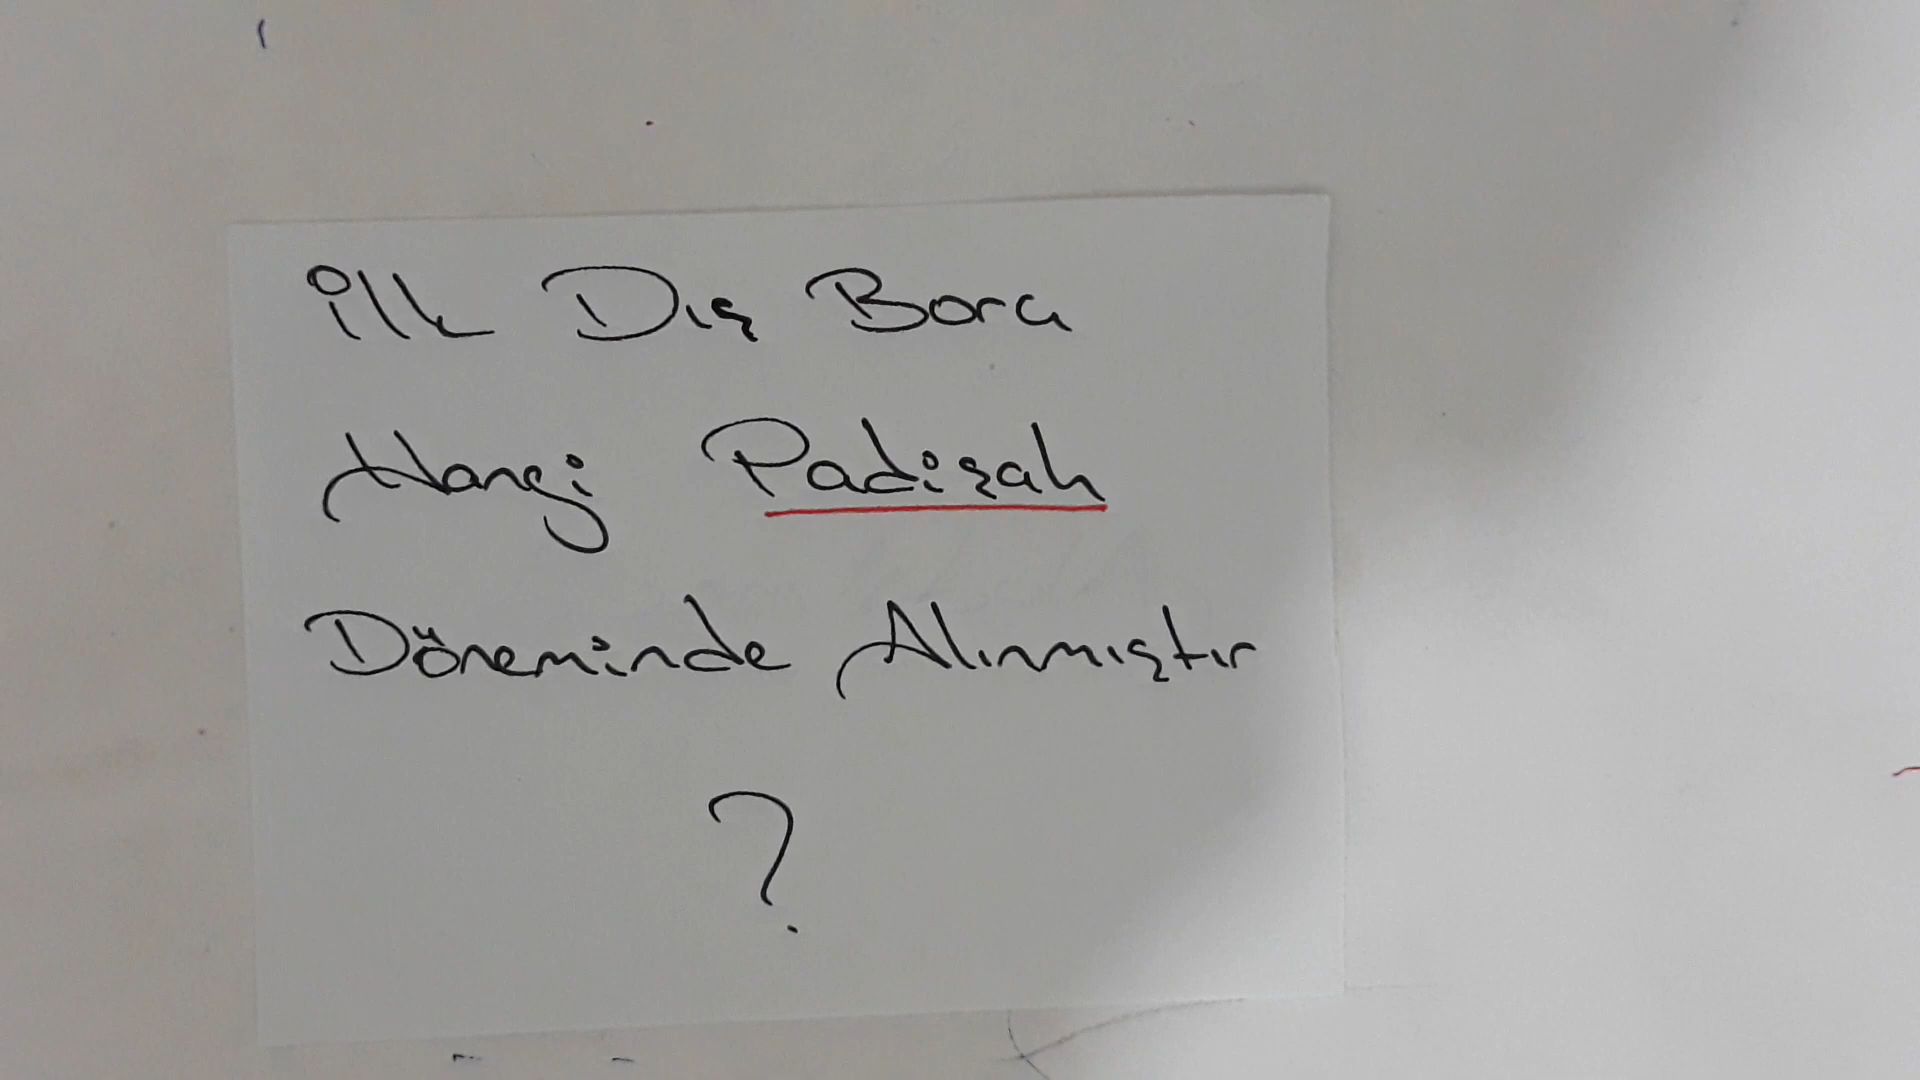 İlk Dış Borç
Hangi Padişah
Döneminde Alınmıştır
?